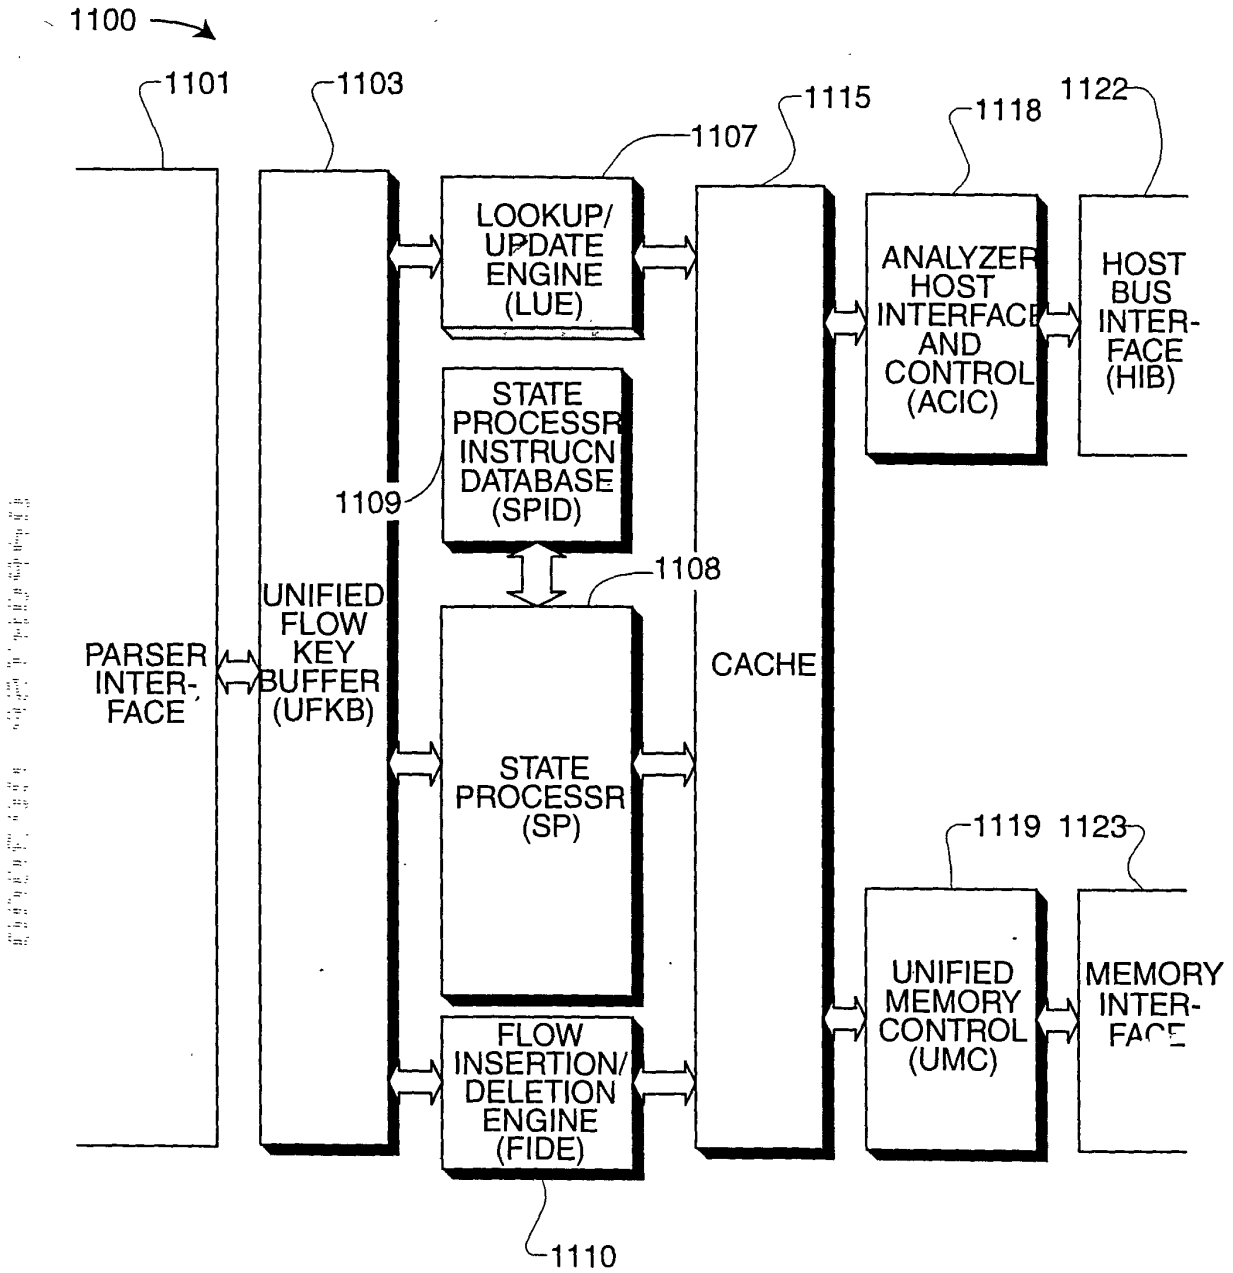 1100
1101
1103
1107
1115
1118
1122
LOOKUP/
UPDATE
ENGINE
(LUE)
ANALYZER
HOST
INTERFACE
AND
CONTROL
(ACIC)
HOST
BUS
INTER-
FACE
(HIB)
STATE
PROCESSR
INSTRUCN
DATABASE
(SPID)
1109
1108
UNIFIED
FLOW
KEY
BUFFER
(UFKB)
PARSER
INTER-
FACE
CACHE
STATE
PROCESSR
(SP)
1119
1123
UNIFIED
MEMORY
CONTROL
(UMC)
MEMORY
INTER-
FACE
FLOW
INSERTION/
DELETION
ENGINE
(FIDE)
1110